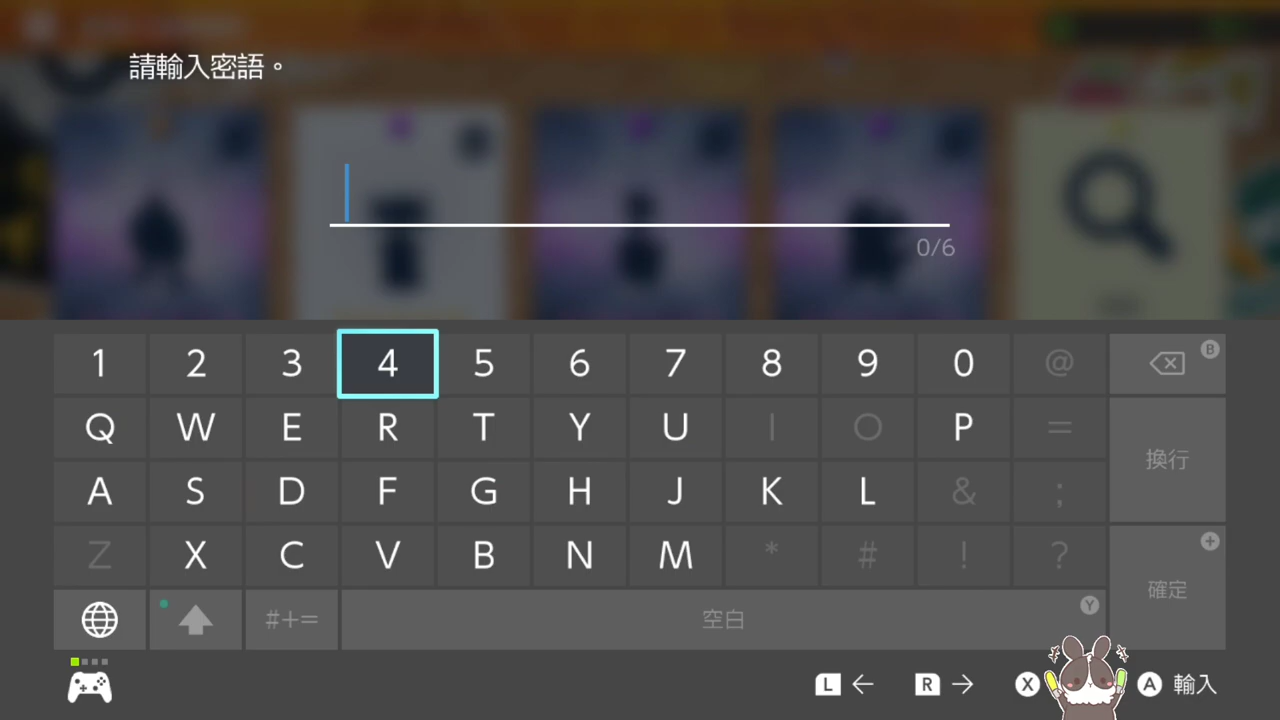 請輸入密語。
0/6
1 2 3 4 5 6 7 8 9 0 @ B
Q W E R T Y U I O P = 換行
A S D F G H J K L & ;
Z X C V B N M * # ! ? + 確定
#+= 空白 Y
L ← R → X A 輸入